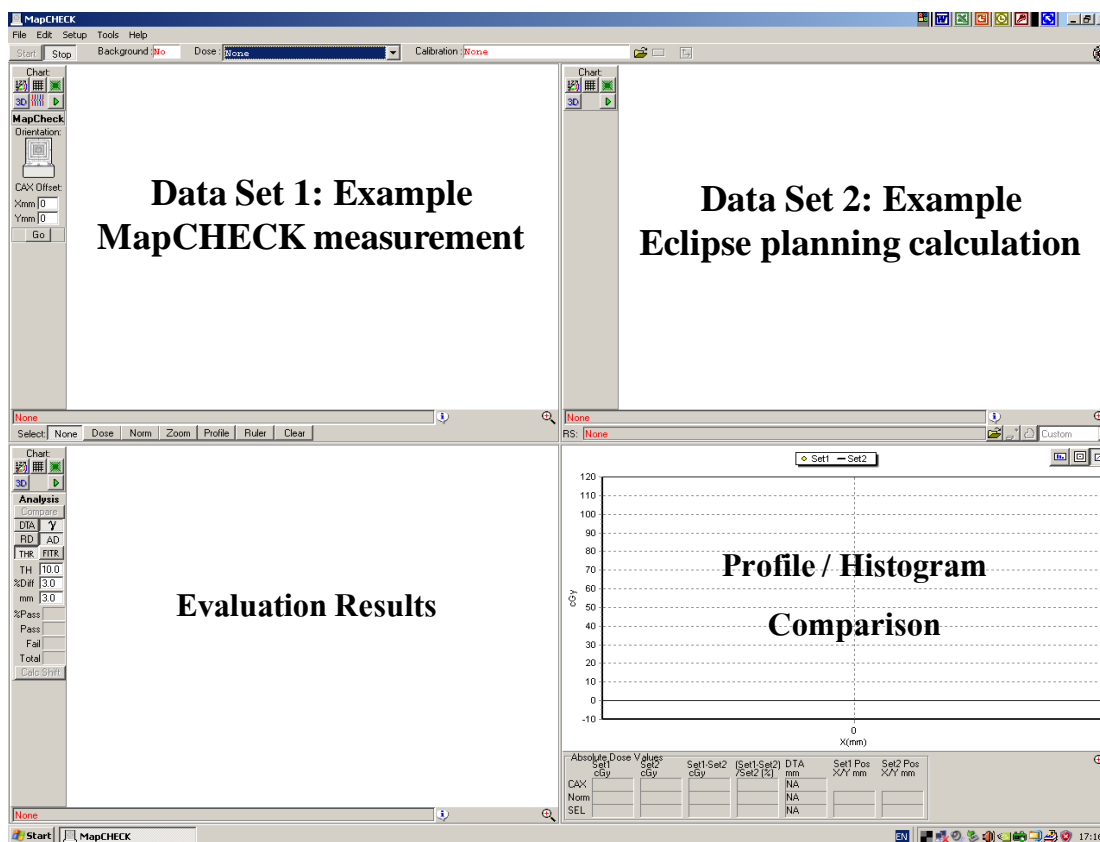 MapCHECK
File Edit Setup Tools Help
Start Stop Background :No Dose : None Calibration :None
Chart:
3D
MapCheck
Orientation:
CAX Offset:
Xmm 0
Ymm 0
Go
Data Set 1: Example
MapCHECK measurement
None
Select: None Dose Norm Zoom Profile Ruler Clear
Chart:
3D
Data Set 2: Example
Eclipse planning calculation
None
RS: None Custom
Chart:
3D
Analysis
Compare
DTA γ
RD AD
THR FITR
TH 10.0
%Diff 3.0
mm 3.0
%Pass
Pass
Fail
Total
Calc Shift
Evaluation Results
None
Set1 Set2
120
110
100
90
80
70
60
50
40
30
20
10
0
-10
cGy
0
X(mm)
Profile / Histogram
Comparison
Absolute Dose Values
Set1 Set2 Set1-Set2 (Set1-Set2) DTA Set1 Pos Set2 Pos
cGy cGy cGy /Set2 (%) mm X/Y mm X/Y mm
CAX NA
Norm NA
SEL NA
Start MapCHECK EN 17:16